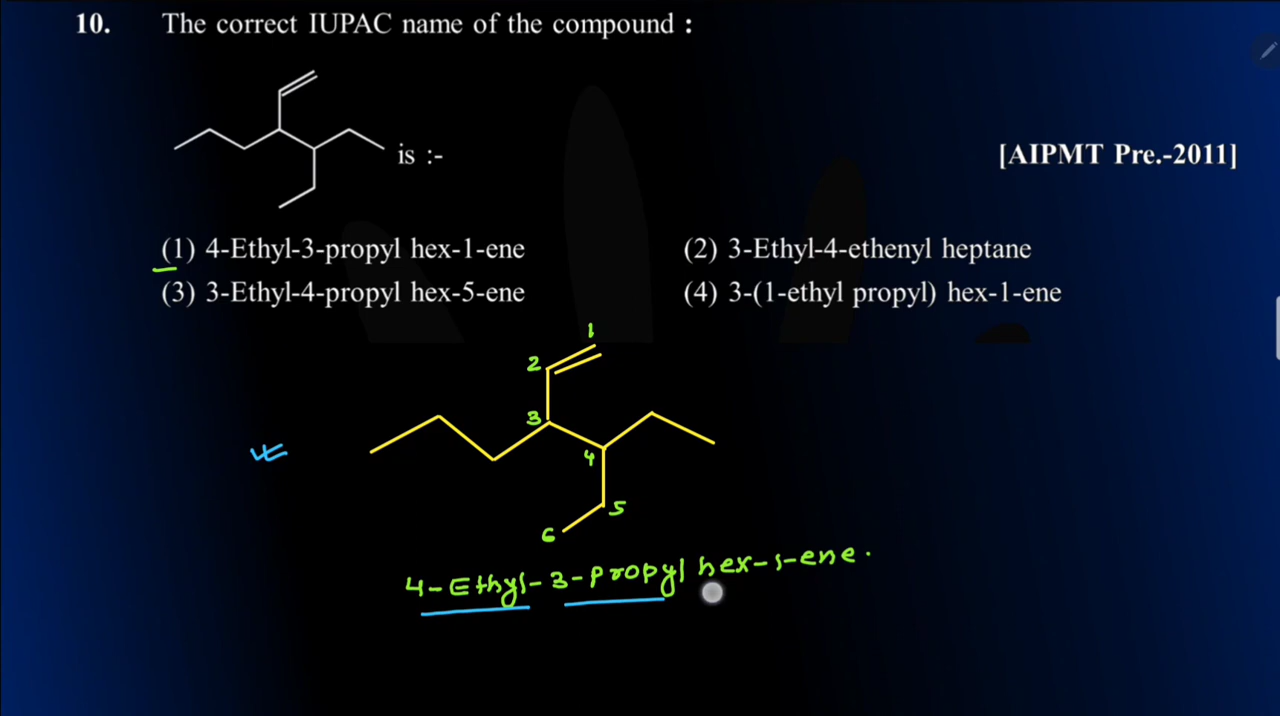 10. The correct IUPAC name of the compound :
is :-
[AIPMT Pre.-2011]
(1) 4-Ethyl-3-propyl hex-1-ene (2) 3-Ethyl-4-ethenyl heptane
(3) 3-Ethyl-4-propyl hex-5-ene (4) 3-(1-ethyl propyl) hex-1-ene
1
2
3
4
5
6
4-Ethyl-3-propyl hex-1-ene.